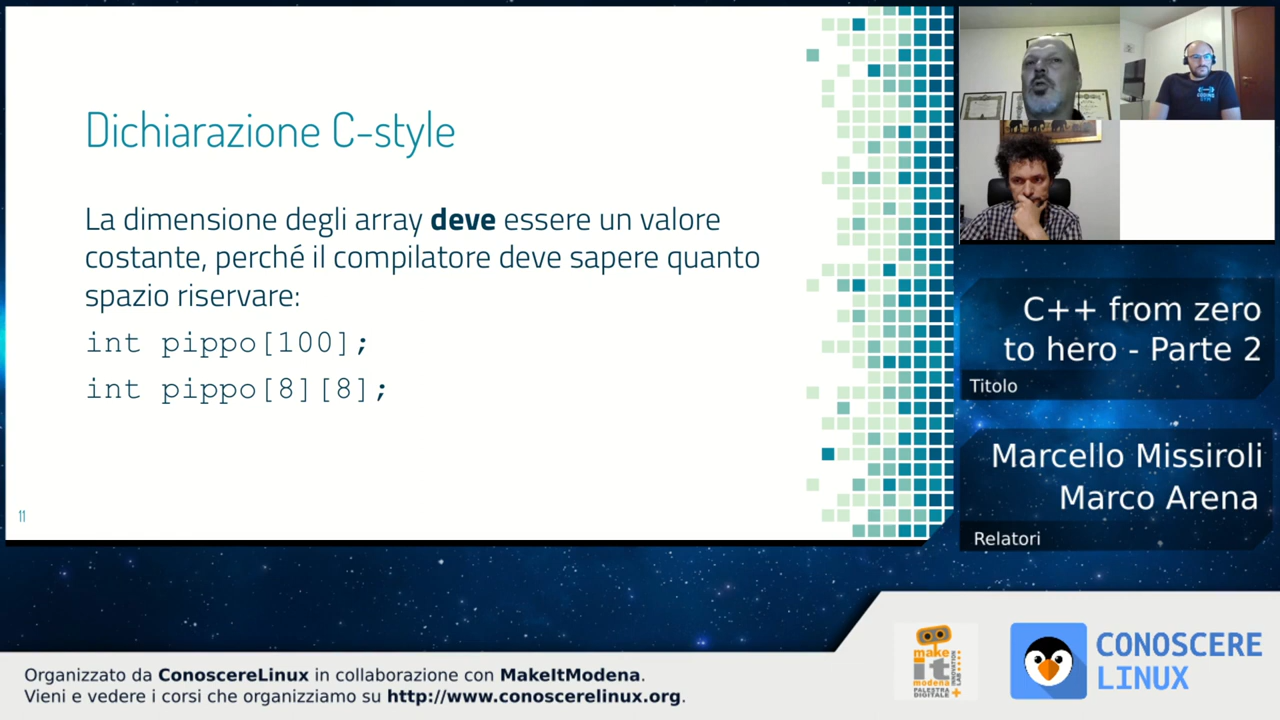 Dichiarazione C-style
La dimensione degli array deve essere un valore
costante, perché il compilatore deve sapere quanto
spazio riservare:
int pippo[100];
int pippo[8][8];
11
C++ from zero
to hero - Parte 2
Titolo
Marcello Missiroli
Marco Arena
Relatori
Organizzato da ConoscereLinux in collaborazione con MakeItModena.
Vieni e vedere i corsi che organizziamo su http://www.conoscerelinux.org.
make
it
modena
PALESTRA
DIGITALE
CONOSCERE
LINUX